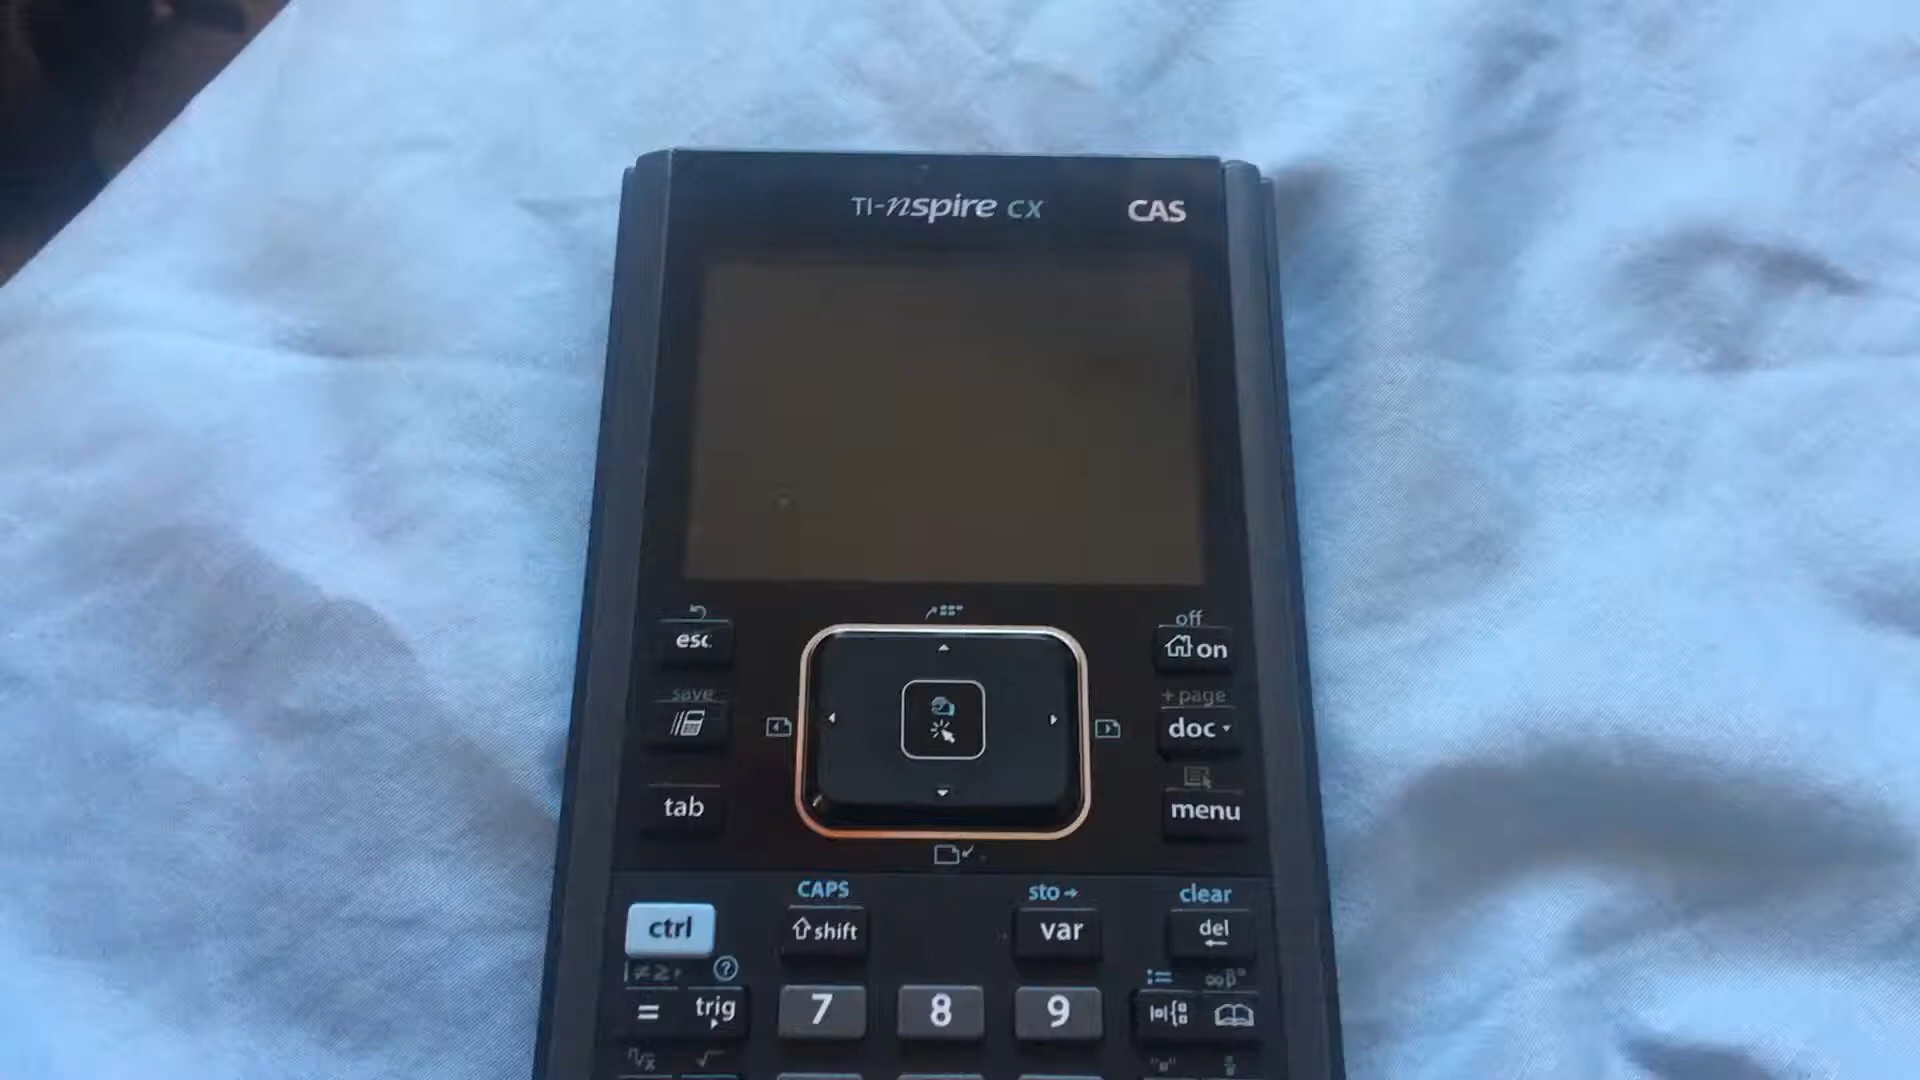 TI-nspire CX CAS
off
esc on
save + page
doc
tab menu
CAPS sto→ clear
ctrl shift var del
= trig 7 8 9